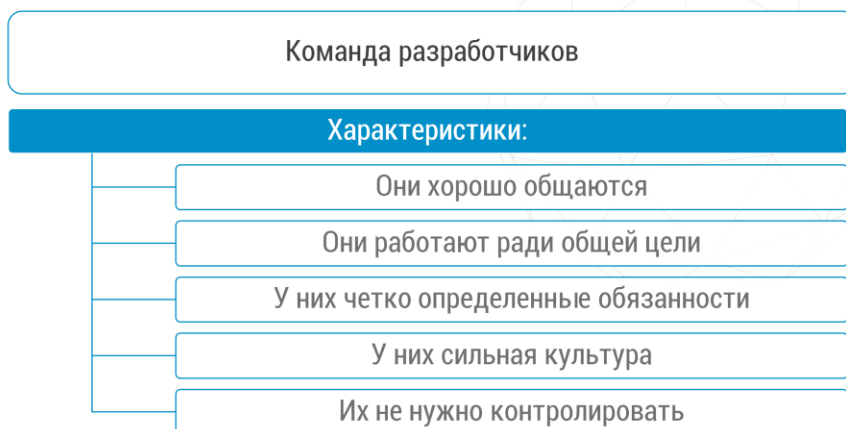 Команда разработчиков
Характеристики:
Они хорошо общаются
Они работают ради общей цели
У них четко определенные обязанности
У них сильная культура
Их не нужно контролировать